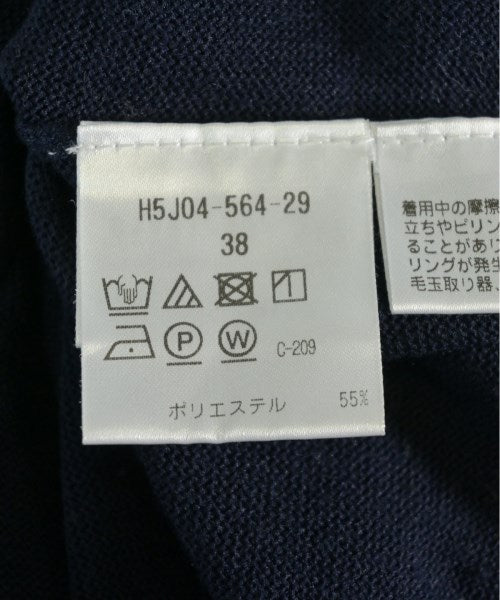 H5J04-564-29
38
P W C-209
ポリエステル 55%
着用中の摩擦
立ちやピリン
ることがあり
リングが発生
毛玉取り器、